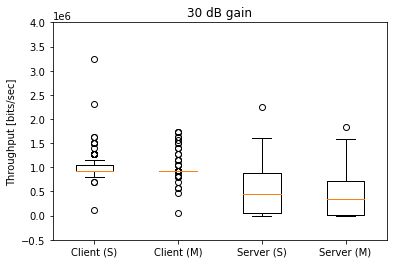 30 dB gain
1e6
Throughput [bits/sec]
4.0
3.5
3.0
2.5
2.0
1.5
1.0
0.5
0.0
-0.5
Client (S) Client (M) Server (S) Server (M)